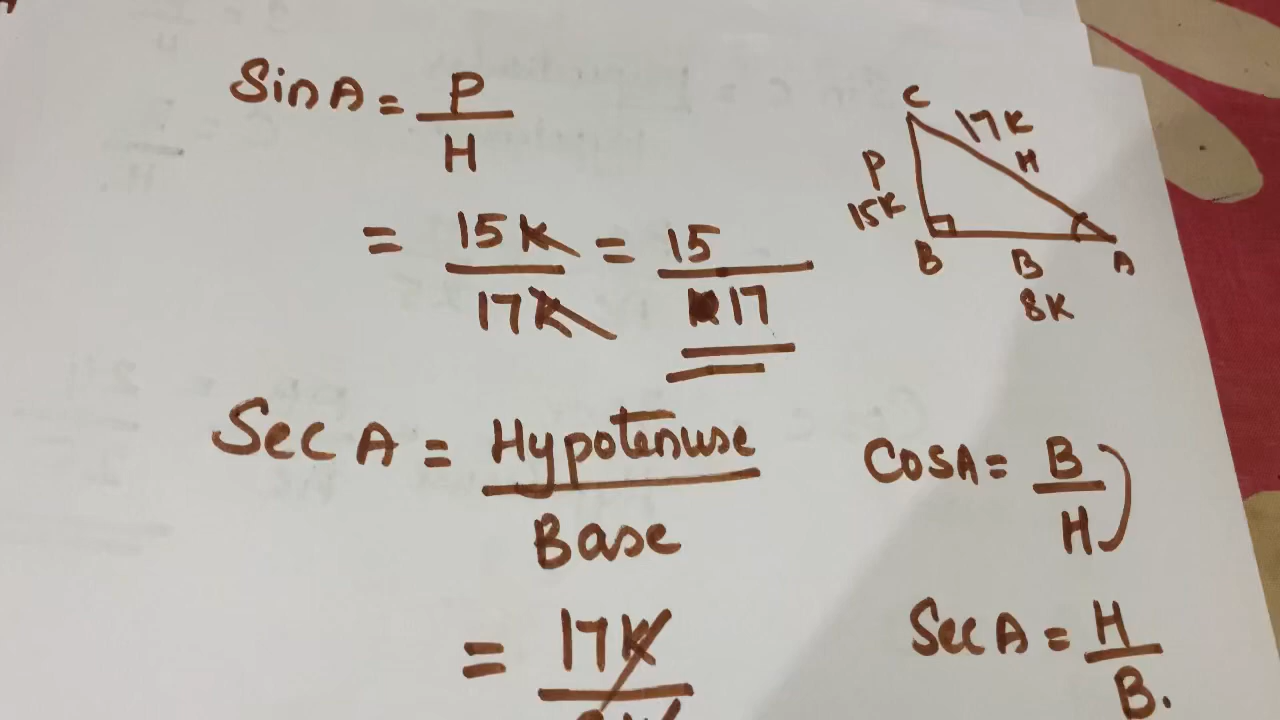 Sin A = P / H
= 15K / 17K = 15 / 17
C
17K
H
P
15K
B B A
8K
Sec A = Hypotenuse / Base
= 17K
Cos A = B / H
Sec A = H / B.